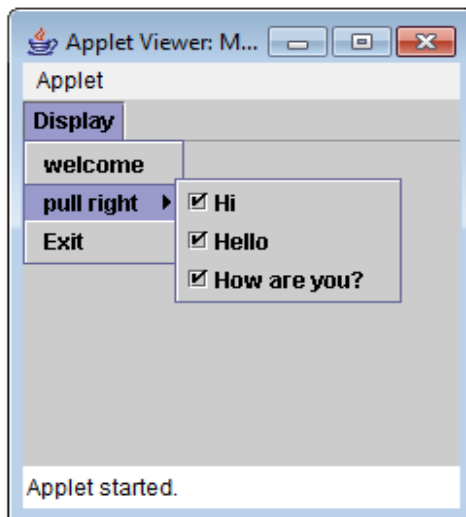 Applet Viewer: M...
Applet
Display
welcome
pull right
Hi
Hello
Exit
How are you?
Applet started.